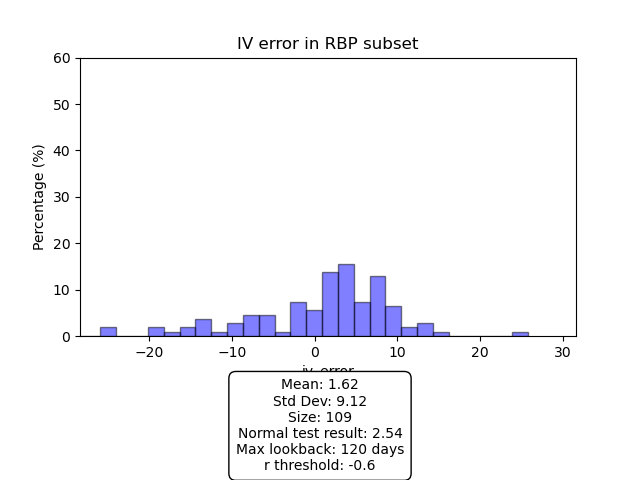 IV error in RBP subset
60
50
40
30
20
10
0
Percentage (%)
−20 −10 0 10 20 30
iv_error
Mean: 1.62
Std Dev: 9.12
Size: 109
Normal test result: 2.54
Max lookback: 120 days
r threshold: -0.6